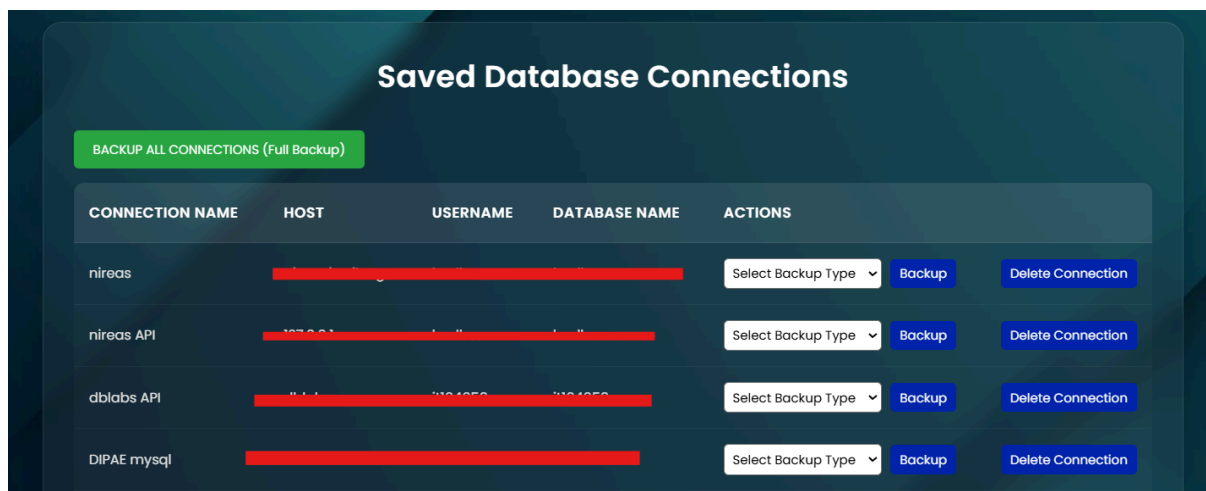 Saved Database Connections
BACKUP ALL CONNECTIONS (Full Backup)
CONNECTION NAME HOST USERNAME DATABASE NAME ACTIONS
nireas Select Backup Type Backup Delete Connection
nireas API Select Backup Type Backup Delete Connection
dblabs API Select Backup Type Backup Delete Connection
DIPAE mysql Select Backup Type Backup Delete Connection